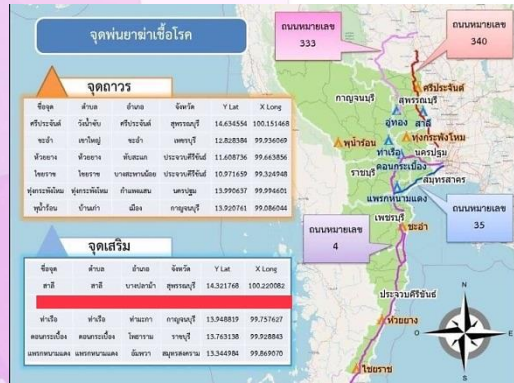 จุดพ่นยาฆ่าเชื้อโรค
จุดถาวร
ชื่อจุด ตำบล อำเภอ จังหวัด Y Lat X Long
ศรีประจันต์ วังน้ำซับ ศรีประจันต์ สุพรรณบุรี 14.634554 100.151468
ชะอำ เขาใหญ่ ชะอำ เพชรบุรี 12.828384 99.936069
ห้วยยาง ห้วยยาง ทับสะแก ประจวบคีรีขันธ์ 11.608736 99.663856
ไชยราช ไชยราช บางสะพานน้อย ประจวบคีรีขันธ์ 10.971659 99.324948
ทุ่งกระพังโหม ทุ่งกระพังโหม กำแพงแสน นครปฐม 13.990637 99.994601
พุน้ำร้อน บ้านเก่า เมือง กาญจนบุรี 13.920761 99.086044
จุดเสริม
ชื่อจุด ตำบล อำเภอ จังหวัด Y Lat X Long
สาลี สาลี บางปลาม้า สุพรรณบุรี 14.321768 100.220082
ท่าเรือ ท่าเรือ ท่ามะกา กาญจนบุรี 13.948819 99.757627
ดอนกระเบื้อง ดอนกระเบื้อง โพธาราม ราชบุรี 13.763138 99.928843
แพรกหนามแดง แพรกหนามแดง อัมพวา สมุทรสงคราม 13.344984 99.869070
ถนนหมายเลข
333
ถนนหมายเลข
340
ศรีประจันต์
กาญจนบุรี
สุพรรณบุรี
อู่ทอง สาลี
พุน้ำร้อน
ทุ่งกระพังโหม
ท่าเรือ นครปฐม
ดอนกระเบื้อง
ราชบุรี
สมุทรสาคร
แพรกหนามแดง
เพชรบุรี
ถนนหมายเลข
35
ถนนหมายเลข
4
ชะอำ
ประจวบคีรีขันธ์
ห้วยยาง
ไชยราช
N